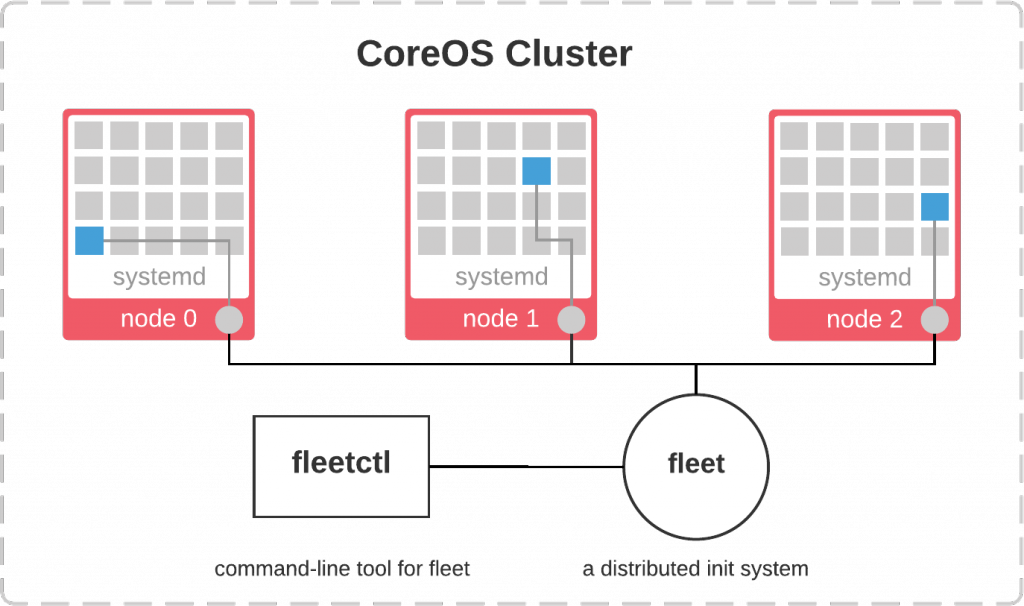 CoreOS Cluster
systemd
node 0
systemd
node 1
systemd
node 2
fleetctl
fleet
command-line tool for fleet
a distributed init system